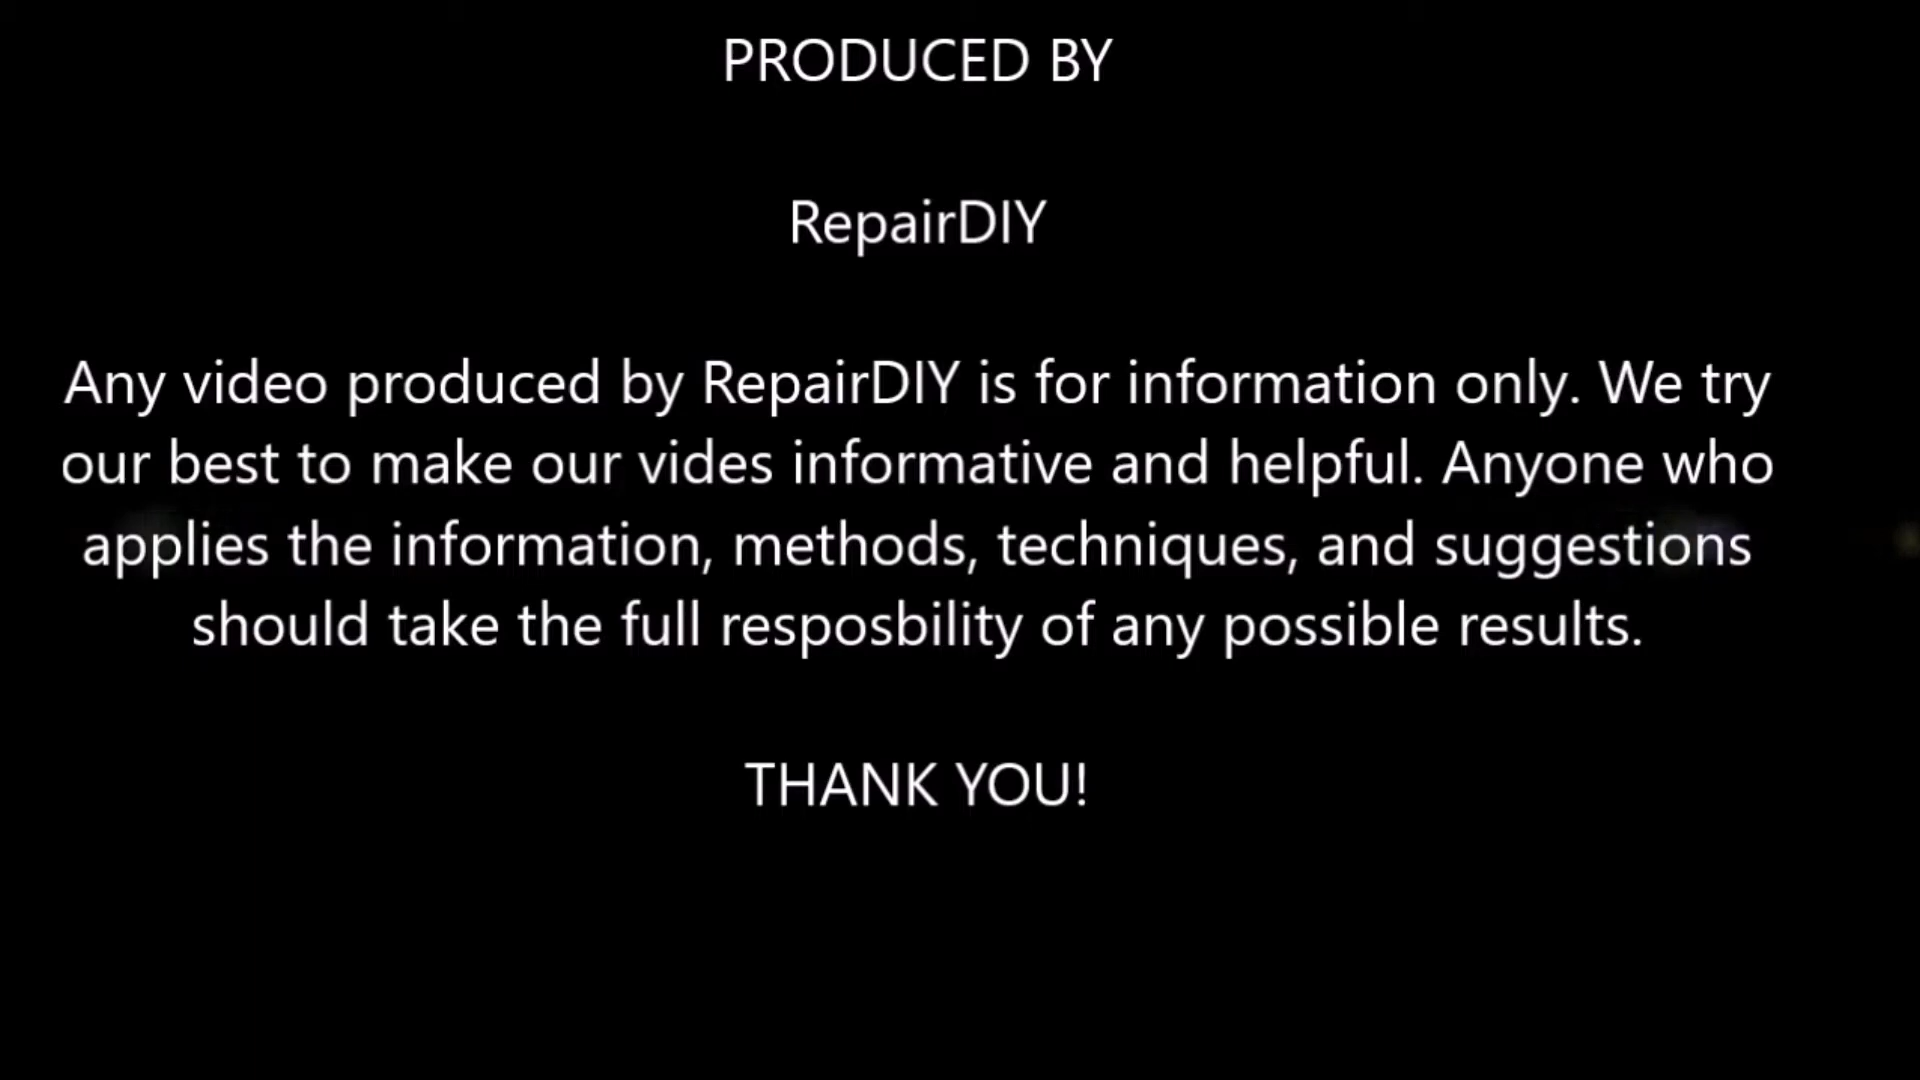 PRODUCED BY
RepairDIY
Any video produced by RepairDIY is for information only. We try
our best to make our vides informative and helpful. Anyone who
applies the information, methods, techniques, and suggestions
should take the full resposbility of any possible results.
THANK YOU!